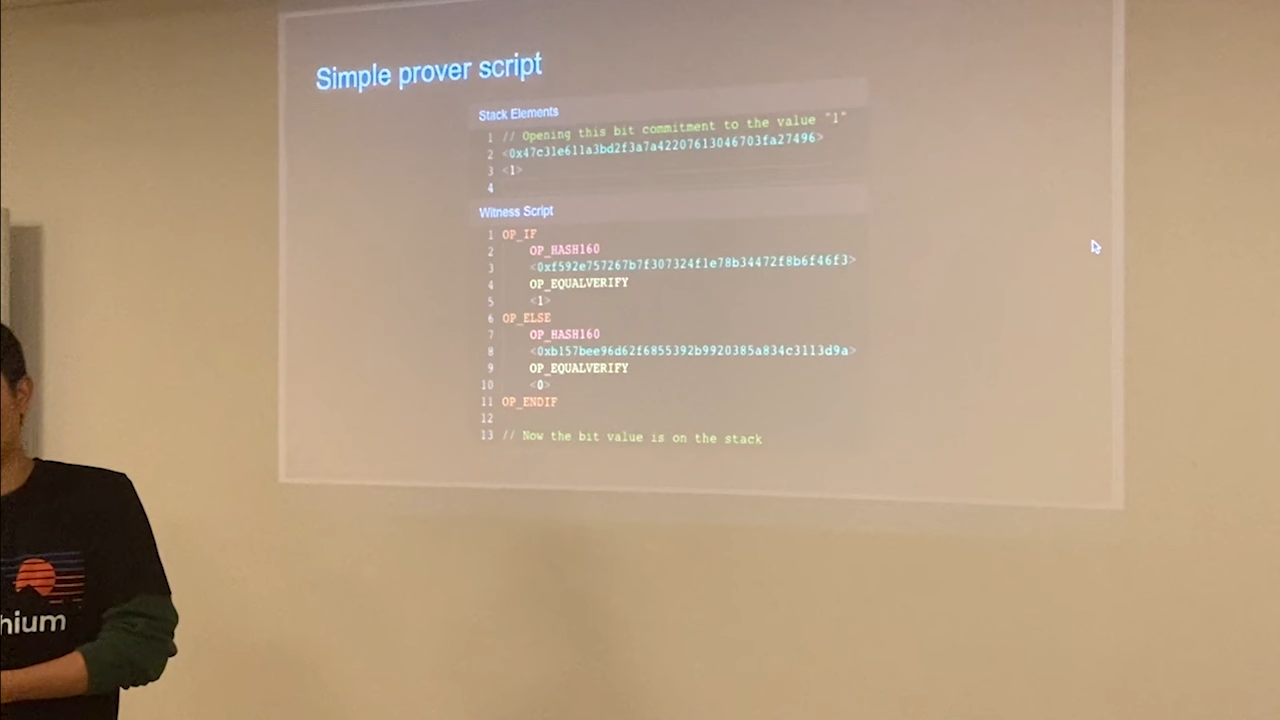 Simple prover script
Stack Elements
1 // Opening this bit commitment to the value "1"
2 <0x47c31e611a3bd2f3a7a42207613046703fa27496>
3 <1>
4
Witness Script
1 OP_IF
2 OP_HASH160
3 <0xf592e757267b7f307324f1e78b34472f8b6f46f3>
4 OP_EQUALVERIFY
5 <1>
6 OP_ELSE
7 OP_HASH160
8 <0xb157bee96d62f6855392b9920385a834c3113d9a>
9 OP_EQUALVERIFY
10 <0>
11 OP_ENDIF
12
13 // Now the bit value is on the stack
hium